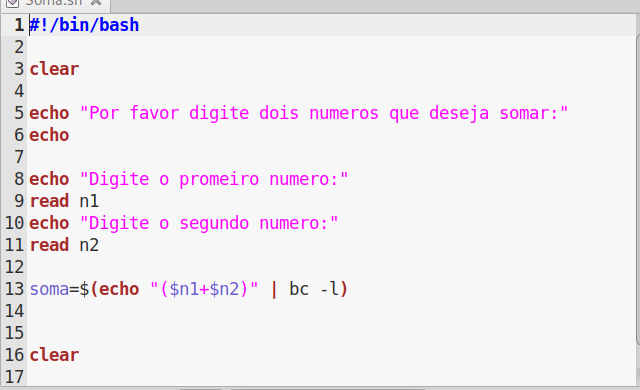 Soma.sh
1 #!/bin/bash
2
3 clear
4
5 echo "Por favor digite dois numeros que deseja somar:"
6 echo
7
8 echo "Digite o promeiro numero:"
9 read n1
10 echo "Digite o segundo numero:"
11 read n2
12
13 soma=$(echo "($n1+$n2)" | bc -l)
14
15
16 clear
17